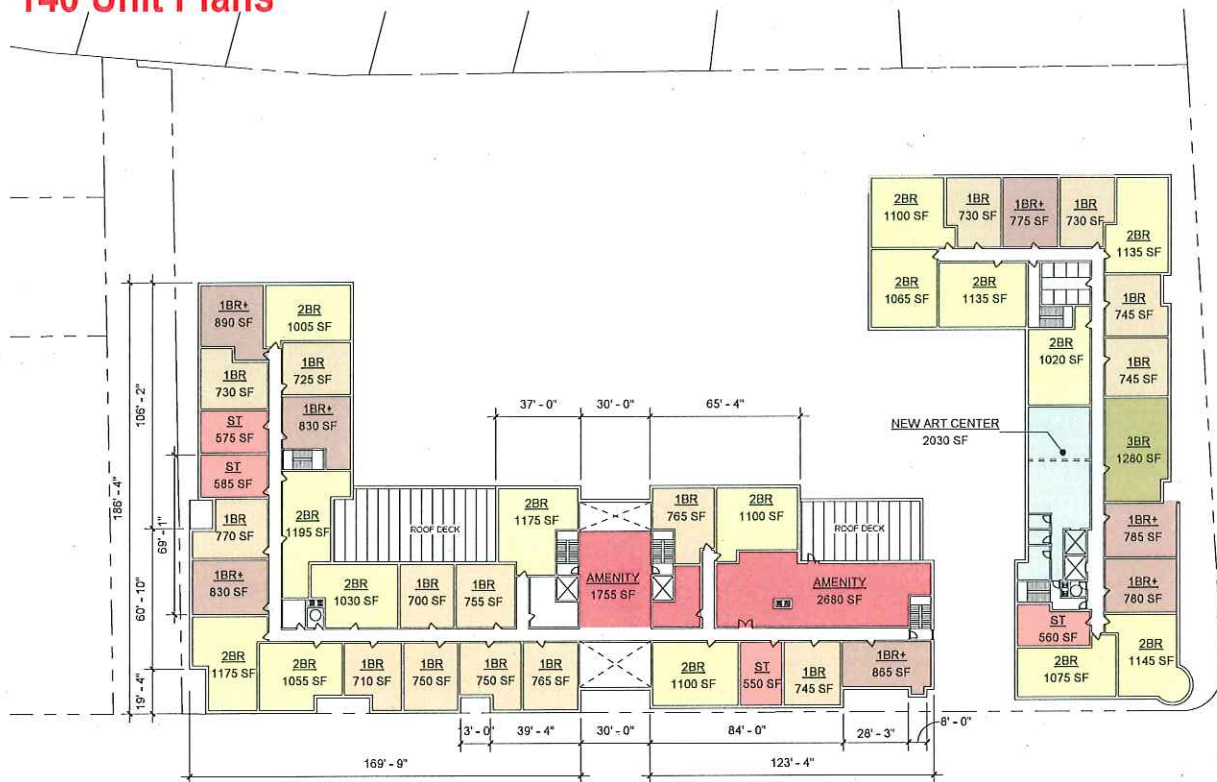 140 Unit Plans
2BR
1100 SF
1BR
730 SF
1BR+
775 SF
1BR
730 SF
2BR
1135 SF
2BR
1065 SF
2BR
1135 SF
1BR
745 SF
2BR
1020 SF
1BR
745 SF
NEW ART CENTER
2030 SF
3BR
1280 SF
1BR+
785 SF
1BR+
780 SF
ST
560 SF
2BR
1075 SF
2BR
1145 SF
1BR+
890 SF
2BR
1005 SF
1BR
730 SF
1BR
725 SF
ST
575 SF
1BR+
830 SF
ST
585 SF
1BR
770 SF
2BR
1195 SF
1BR+
830 SF
2BR
1175 SF
106' - 2"
186' - 4"
69' - 1"
60' - 10"
19' - 4"
37' - 0"
30' - 0"
65' - 4"
ROOF DECK
2BR
1175 SF
1BR
765 SF
2BR
1100 SF
ROOF DECK
2BR
1030 SF
1BR
700 SF
1BR
755 SF
AMENITY
1755 SF
AMENITY
2680 SF
2BR
1055 SF
1BR
710 SF
1BR
750 SF
1BR
750 SF
1BR
765 SF
2BR
1100 SF
ST
550 SF
1BR
745 SF
1BR+
865 SF
3' - 0"
39' - 4"
30' - 0"
84' - 0"
28' - 3"
8' - 0"
169' - 9"
123' - 4"